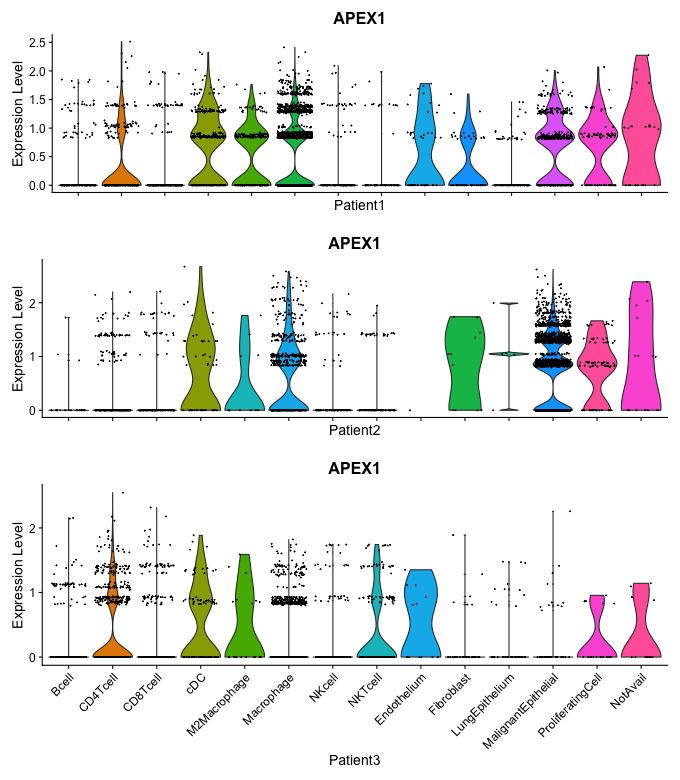 APEX1
Expression Level
2.5
2.0
1.5
1.0
0.5
0.0
Patient1
APEX1
Expression Level
2
1
0
Patient2
APEX1
Expression Level
2
1
0
Bcell
CD4Tcell
CD8Tcell
cDC
M2Macrophage
Macrophage
NKcell
NKTcell
Endothelium
Fibroblast
LungEpithelium
MalignantEpithelial
ProliferatingCell
NotAvail
Patient3